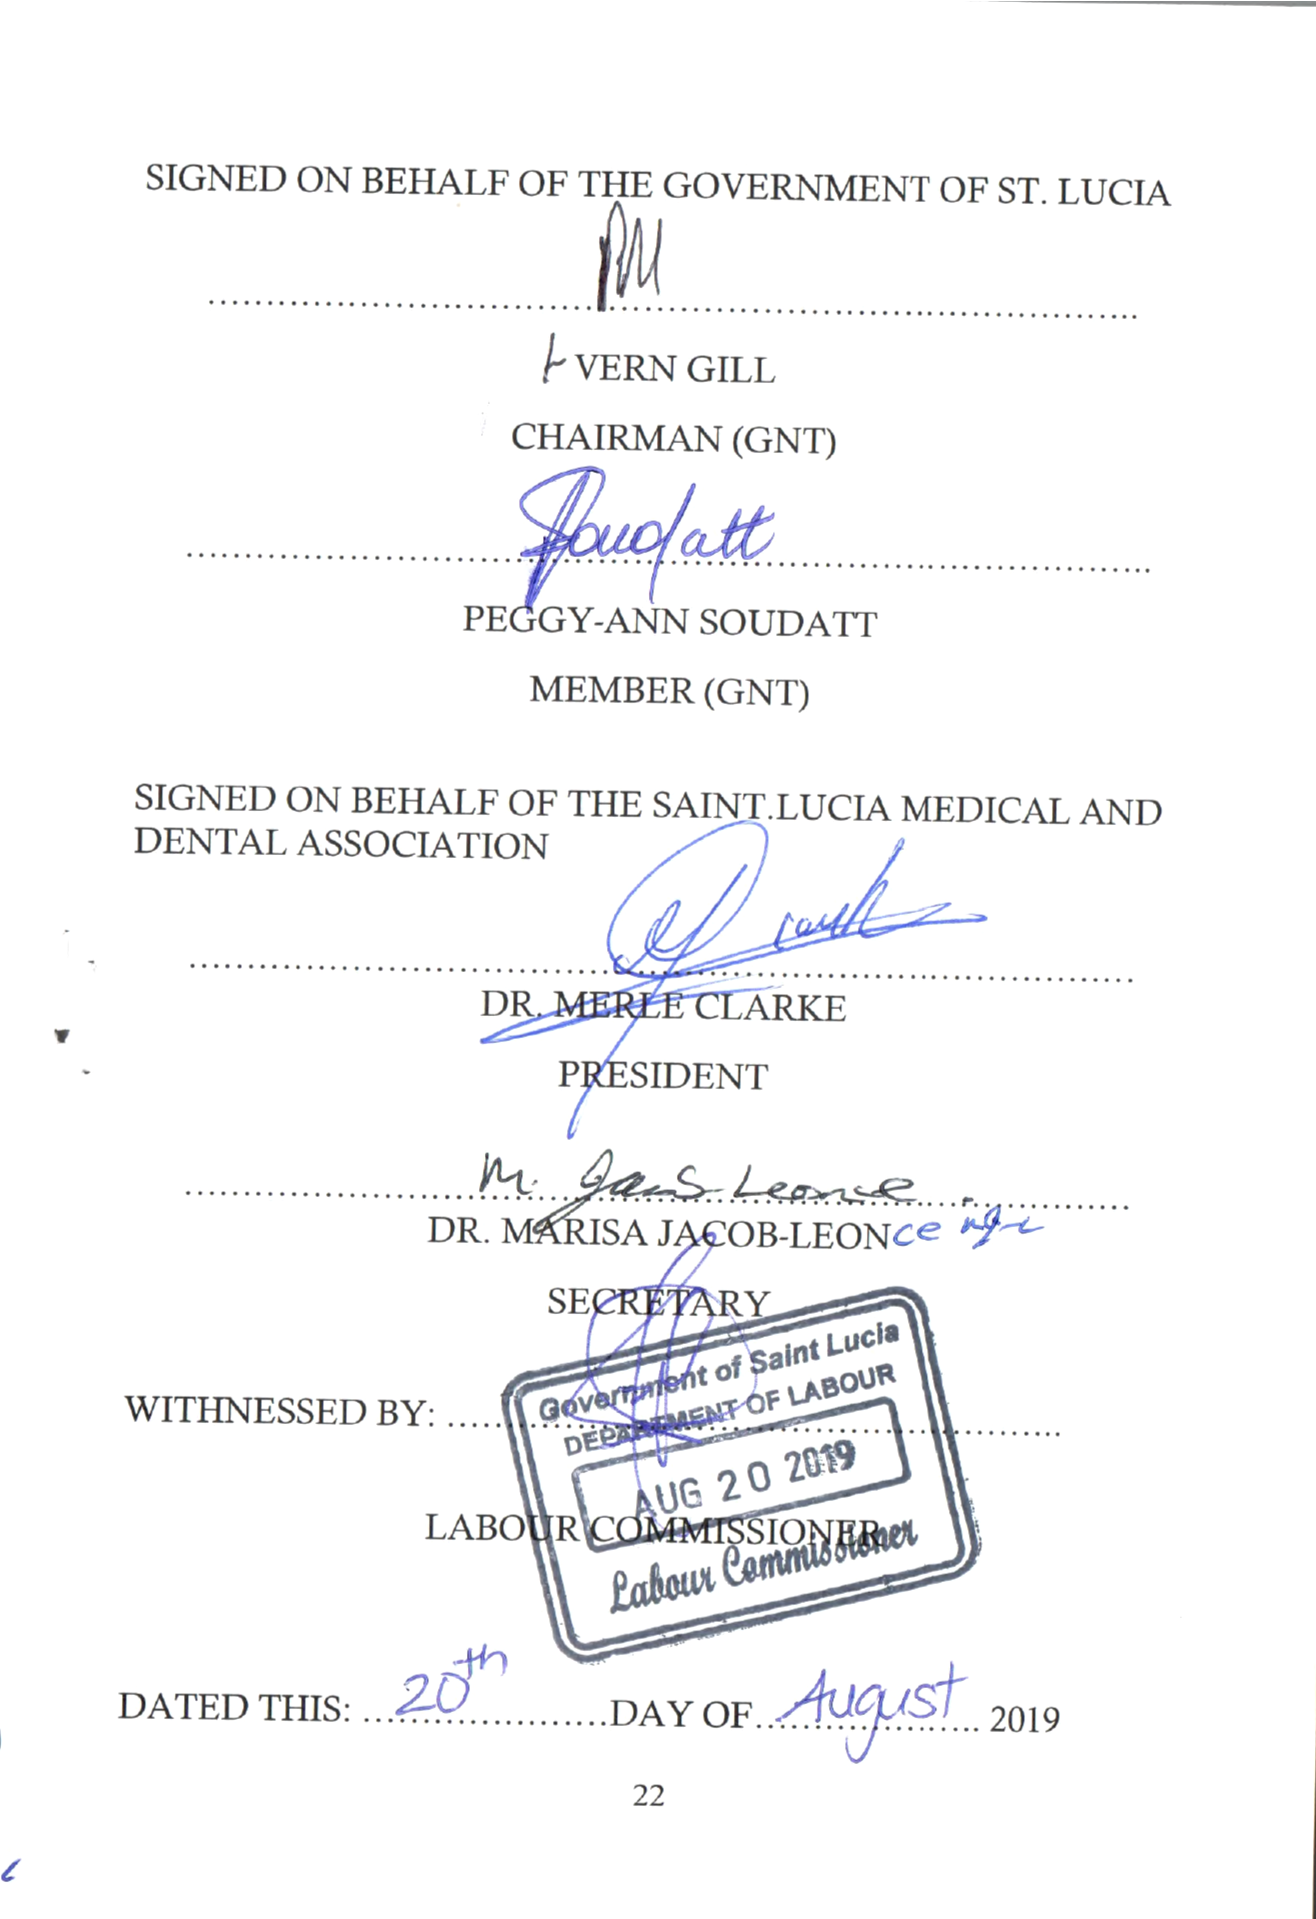 SIGNED ON BEHALF OF THE GOVERNMENT OF ST. LUCIA
VERN GILL
CHAIRMAN (GNT)
Soudatt
PEGGY-ANN SOUDATT
MEMBER (GNT)
SIGNED ON BEHALF OF THE SAINT.LUCIA MEDICAL AND
DENTAL ASSOCIATION
DR. MERLE CLARKE
PRESIDENT
M. Leonce
DR. MARISA JACOB-LEONce
SECRETARY
Government of Saint Lucia
DEPARTMENT OF LABOUR
WITHNESSED BY:
AUG 20 2019
LABOUR COMMISSIONER
Labour Commissioner
DATED THIS: 20th DAY OF August 2019
22